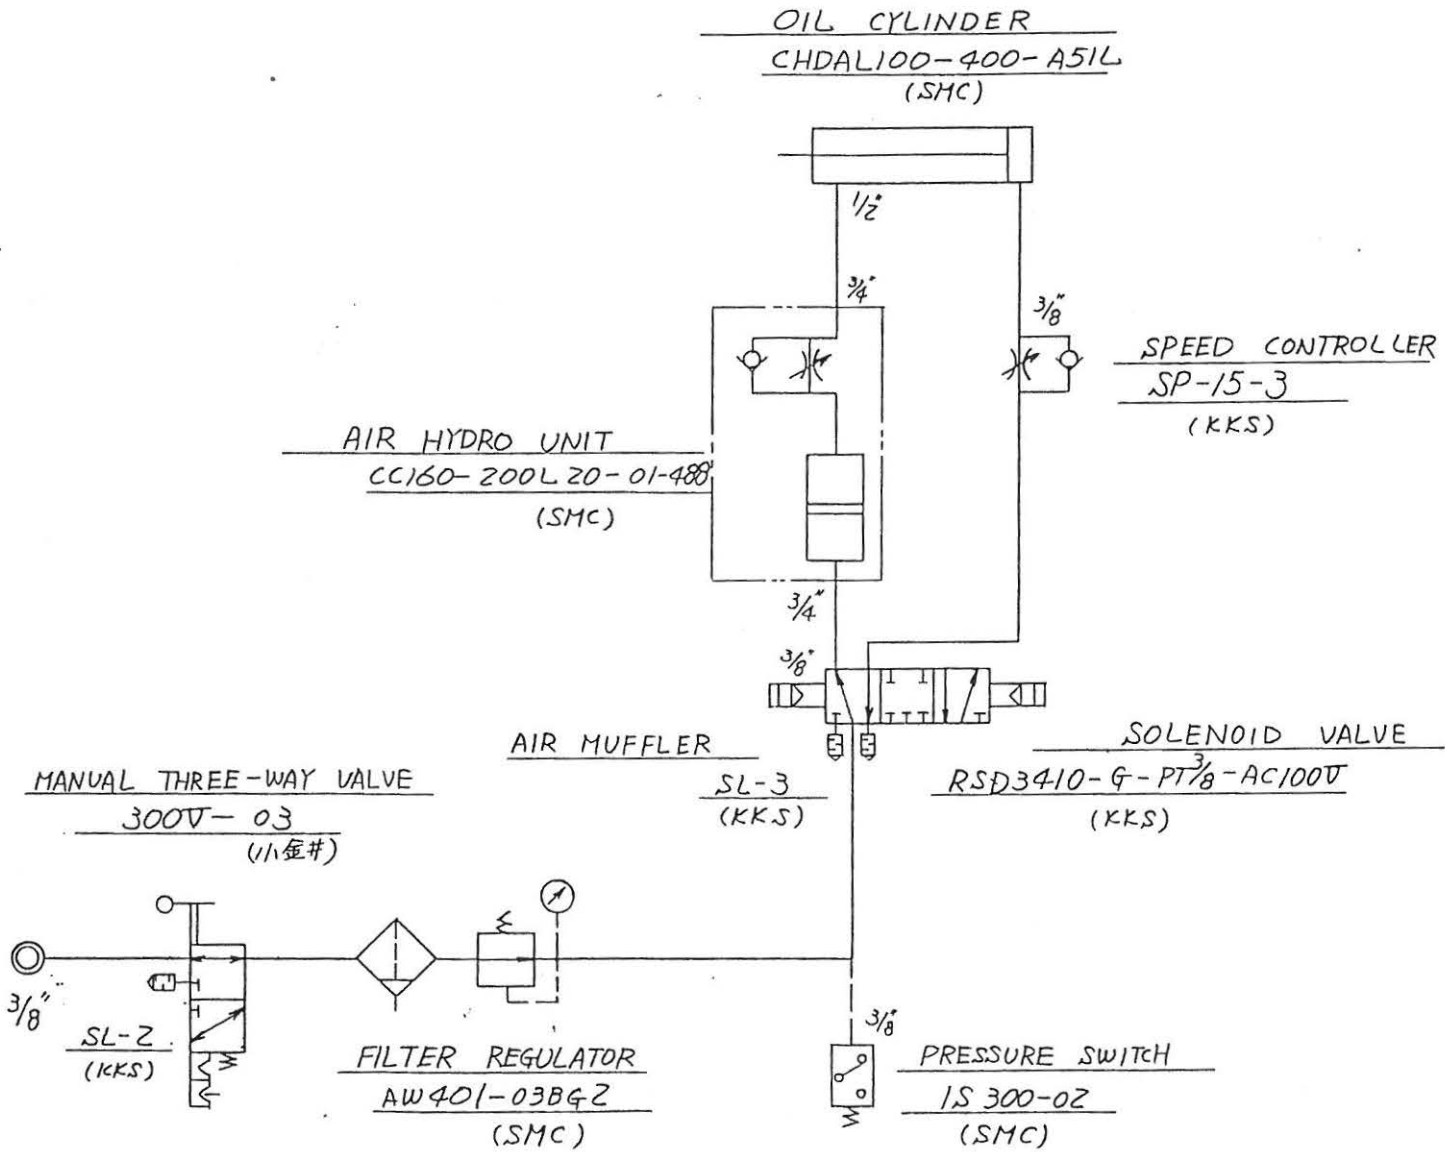 OIL CYLINDER
CHDAL100-400-A51L
(SMC)
1/2"
3/4"
3/8"
SPEED CONTROLLER
SP-15-3
(KKS)
AIR HYDRO UNIT
CC160-200L20-01-488
(SMC)
3/4"
3/8"
AIR MUFFLER
SL-3
(KKS)
SOLENOID VALVE
RSD3410-G-PT3/8-AC100V
(KKS)
MANUAL THREE-WAY VALVE
300V-03
(小金井)
3/8"
SL-2
(KKS)
FILTER REGULATOR
AW401-03BG2
(SMC)
3/8"
PRESSURE SWITCH
IS300-02
(SMC)